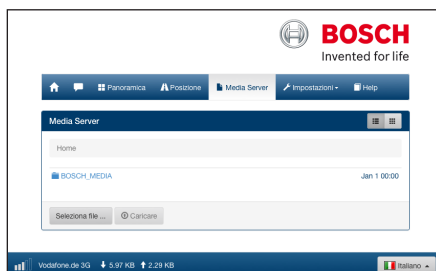 BOSCH
Invented for life
Panoramica Posizione Media Server Impostazioni Help
Media Server
Home
BOSCH_MEDIA Jan 1 00:00
Seleziona file ... Caricare
Vodafone.de 3G 5.97 KB 2.29 KB Italiano